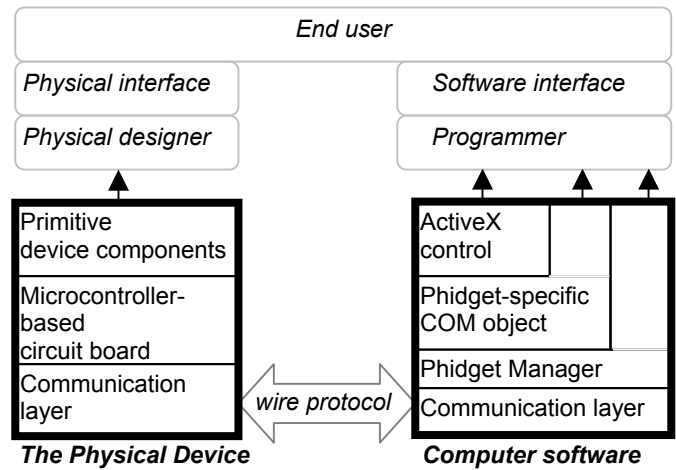 End user
Physical interface
Physical designer
Software interface
Programmer
Primitive
device components
Microcontroller-
based
circuit board
Communication
layer
The Physical Device
wire protocol
ActiveX
control
Phidget-specific
COM object
Phidget Manager
Communication layer
Computer software